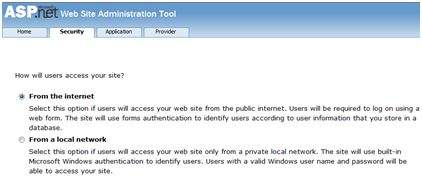 ASP.net Web Site Administration Tool
Home Security Application Provider
How will users access your site?
From the internet
Select this option if users will access your web site from the public internet. Users will be required to log on using a
web form. The site will use forms authentication to identify users according to user information that you store in a
database.
From a local network
Select this option if users will access your web site only from a private local network. The site will use built-in
Microsoft Windows authentication to identify users. Users with a valid Windows user name and password will be
able to access your site.